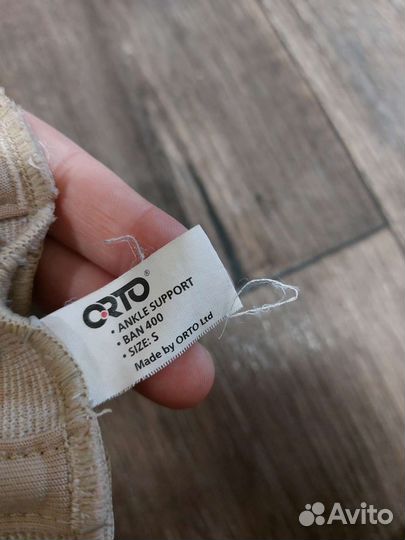 ORTO®
• ANKLE SUPPORT
• BAN 400
• SIZE: S
Made by ORTO Ltd
Avito